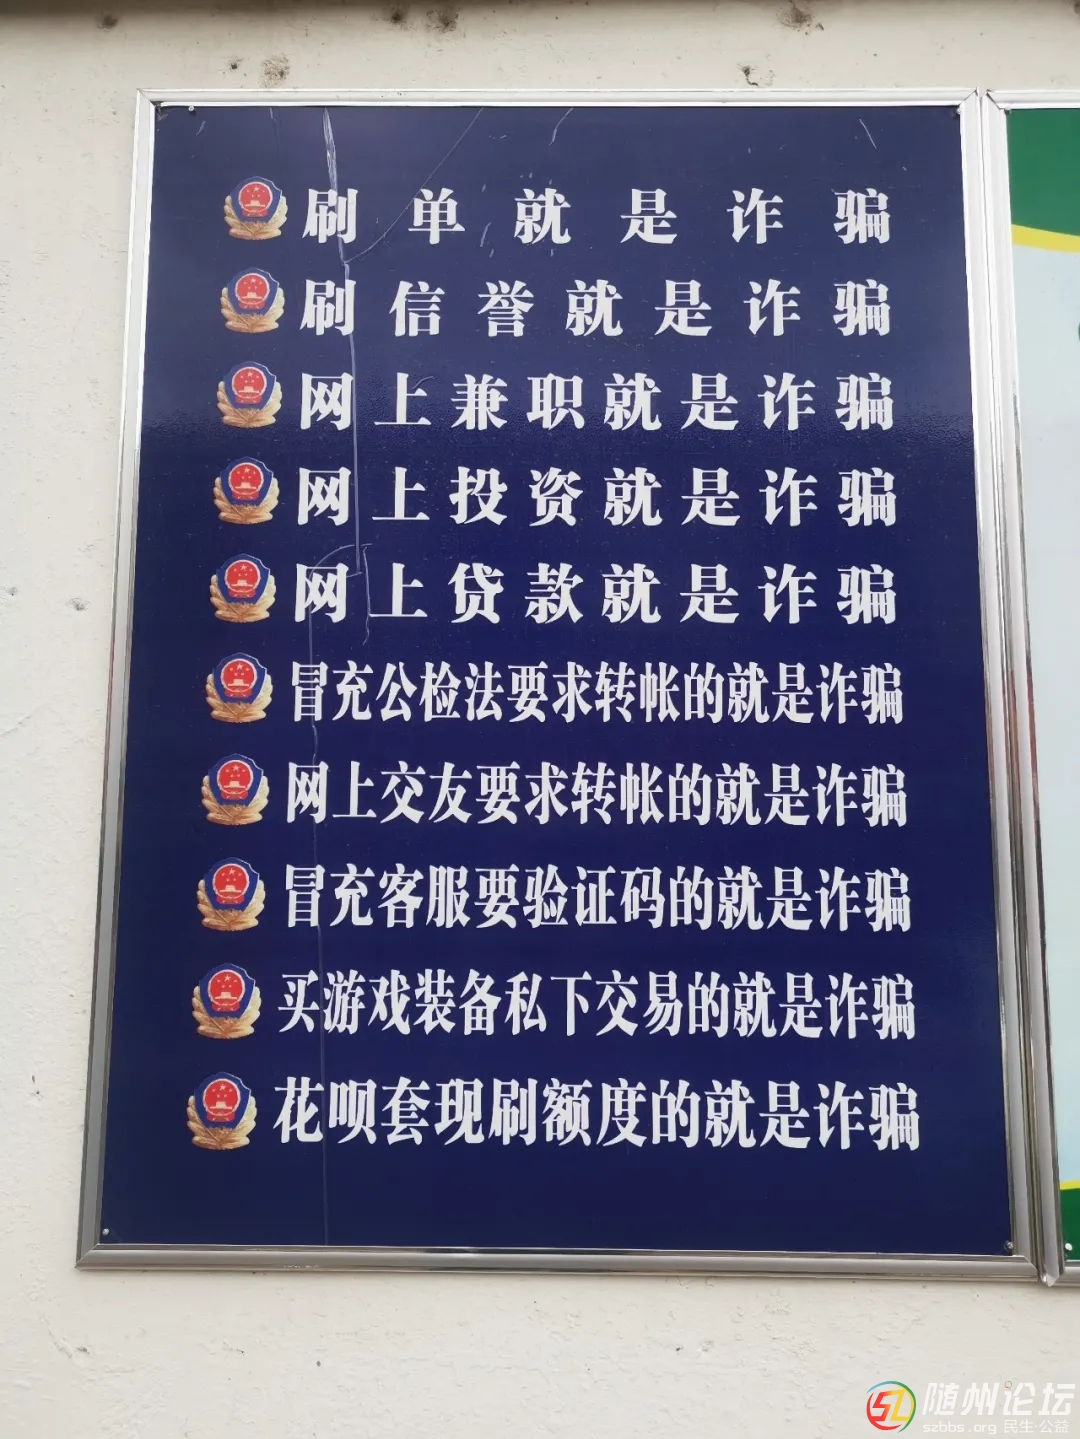 刷单就是诈骗
刷信誉就是诈骗
网上兼职就是诈骗
网上投资就是诈骗
网上贷款就是诈骗
冒充公检法要求转帐的就是诈骗
网上交友要求转帐的就是诈骗
冒充客服要验证码的就是诈骗
买游戏装备私下交易的就是诈骗
花呗套现刷额度的就是诈骗
随州论坛
szbbs.org 民生·公益